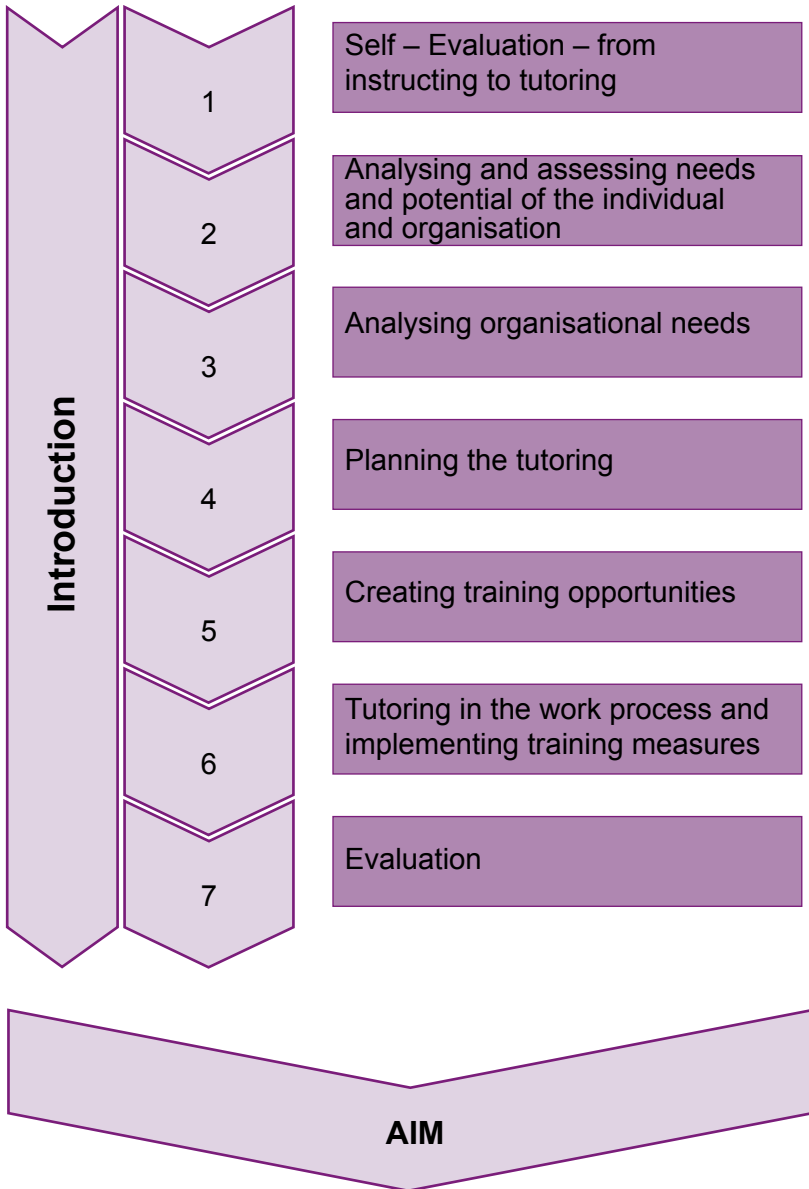 Introduction
1
Self – Evaluation – from
instructing to tutoring
2
Analysing and assessing needs
and potential of the individual
and organisation
3
Analysing organisational needs
4
Planning the tutoring
5
Creating training opportunities
6
Tutoring in the work process and
implementing training measures
7
Evaluation
AIM